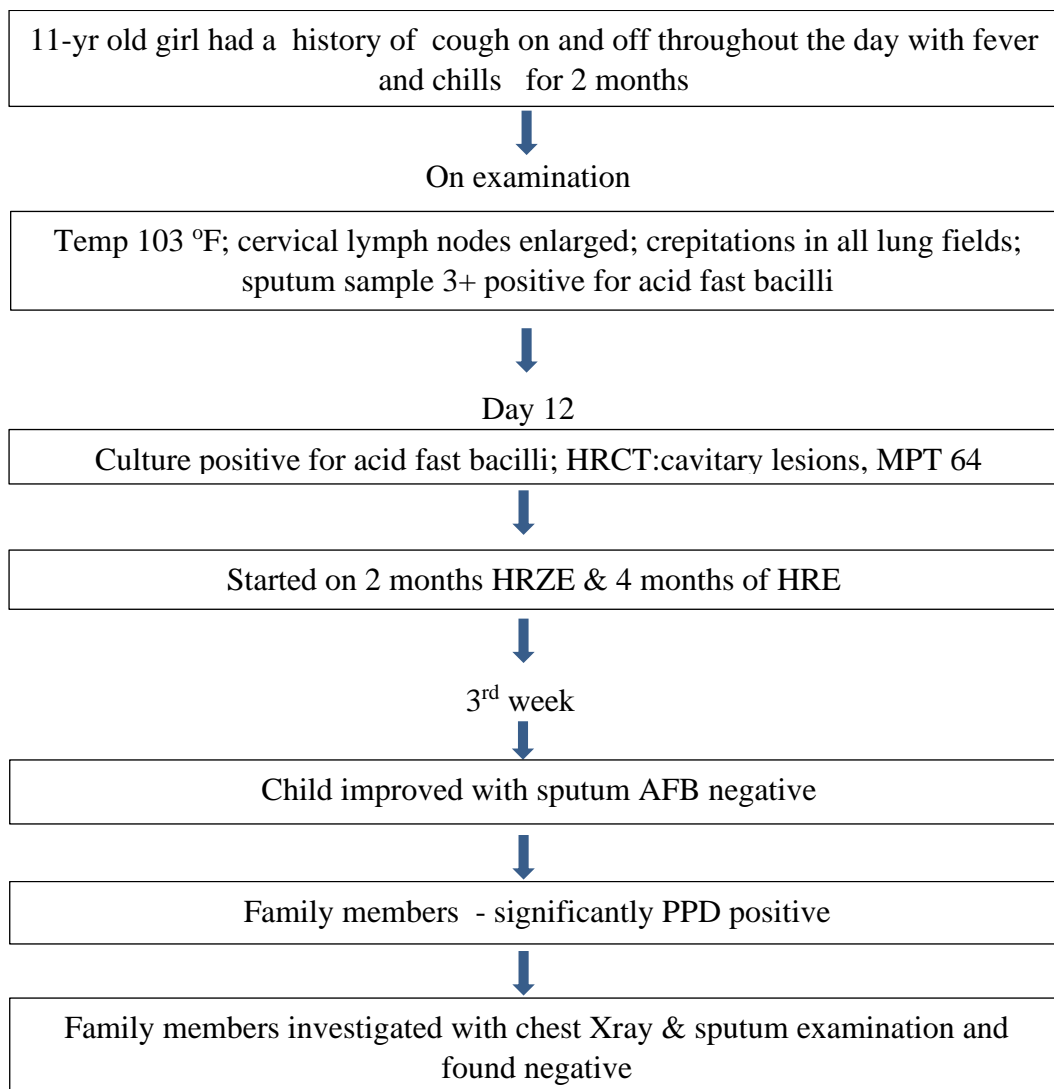 11-yr old girl had a history of cough on and off throughout the day with fever
and chills for 2 months
On examination
Temp 103 ºF; cervical lymph nodes enlarged; crepitations in all lung fields;
sputum sample 3+ positive for acid fast bacilli
Day 12
Culture positive for acid fast bacilli; HRCT:cavitary lesions, MPT 64
Started on 2 months HRZE & 4 months of HRE
3rd week
Child improved with sputum AFB negative
Family members - significantly PPD positive
Family members investigated with chest Xray & sputum examination and
found negative